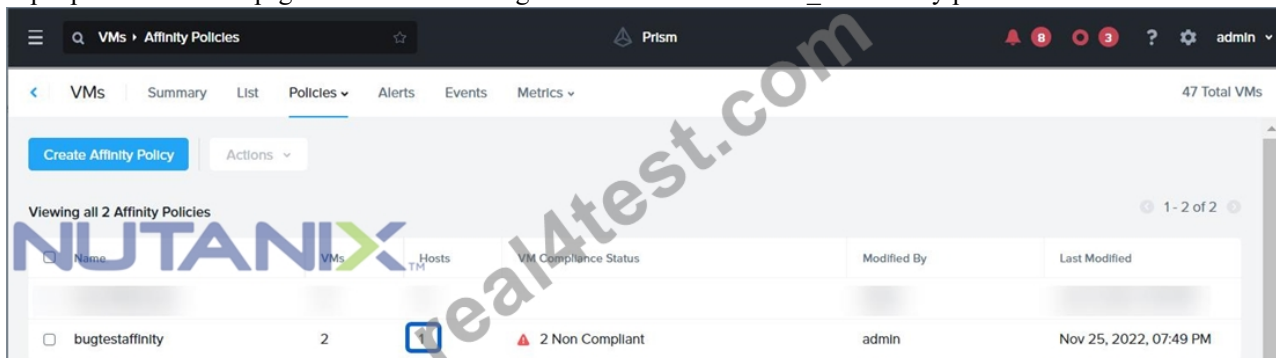 VMs › Affinity Policies
Prism
8
3
?
admin
VMs
Summary
List
Policies
Alerts
Events
Metrics
47 Total VMs
Create Affinity Policy
Actions
Viewing all 2 Affinity Policies
1 - 2 of 2
NUTANIX™
Name
VMs
Hosts
VM Compliance Status
Modified By
Last Modified
bugtestaffinity
2
1
2 Non Compliant
admin
Nov 25, 2022, 07:49 PM
real4test.com